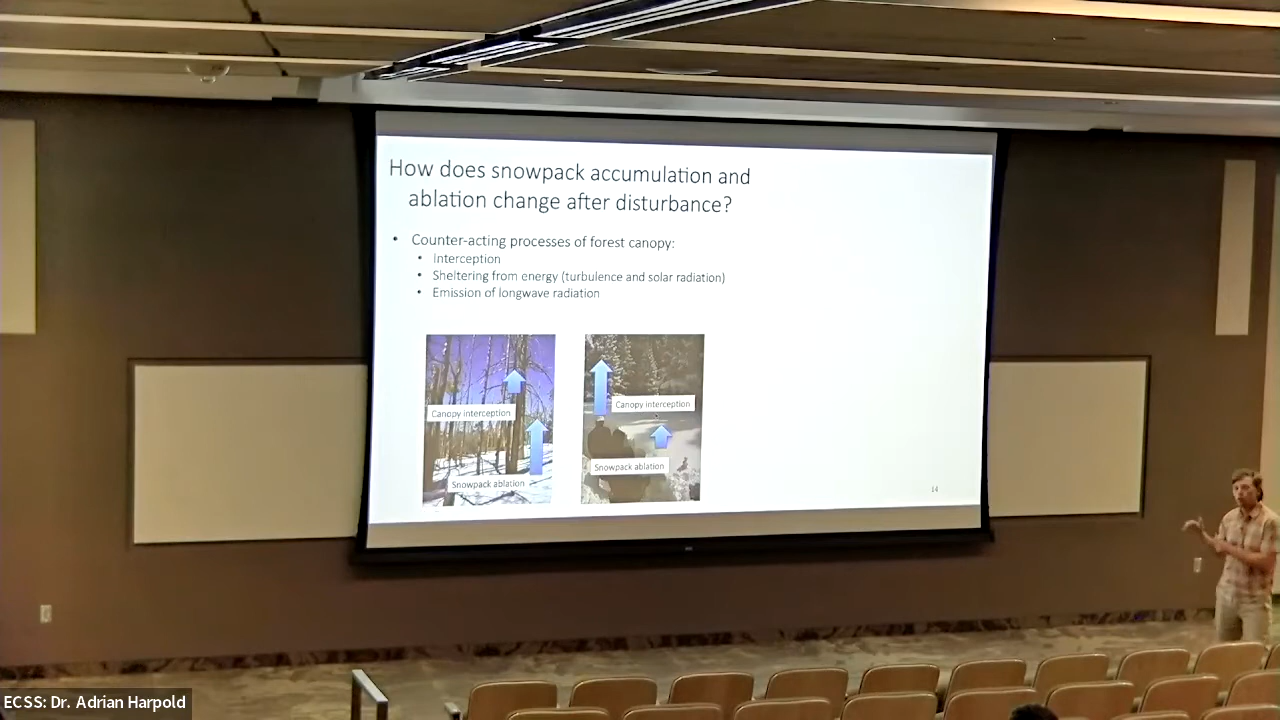 How does snowpack accumulation and
ablation change after disturbance?
• Counter-acting processes of forest canopy:
• Interception
• Sheltering from energy (turbulence and solar radiation)
• Emission of longwave radiation
Canopy interception
Snowpack ablation
Canopy interception
Snowpack ablation
14
ECSS: Dr. Adrian Harpold